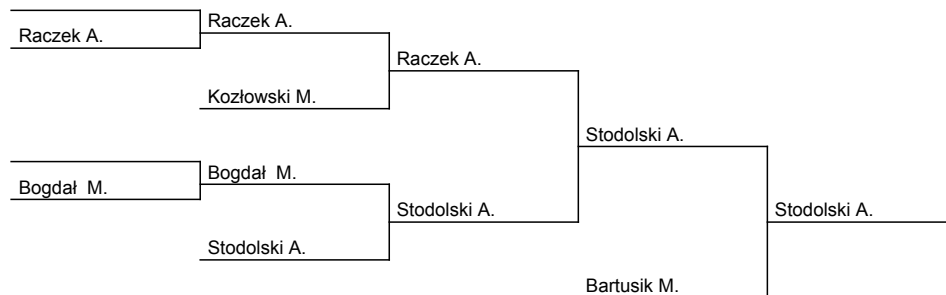 Raczek A.
Raczek A.
Raczek A.
Kozłowski M.
Stodolski A.
Bogdał  M.
Bogdał  M.
Stodolski A.
Stodolski A.
Stodolski A.
Bartusik M.